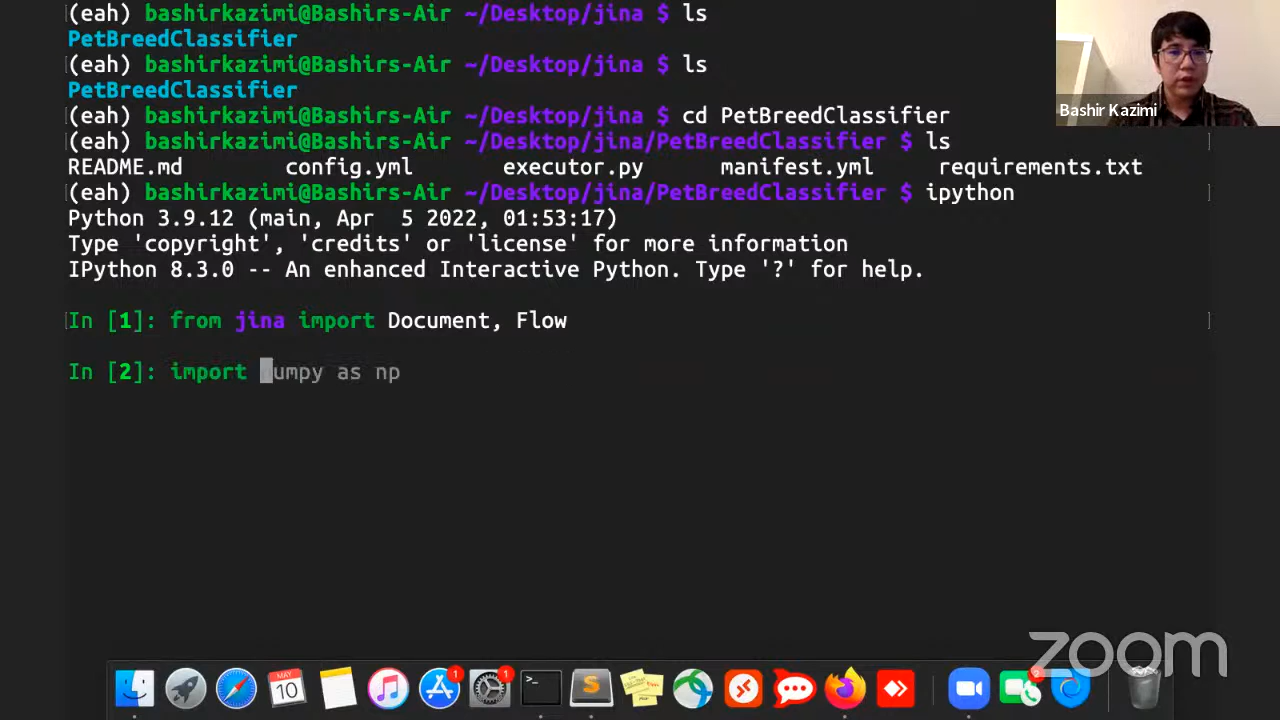 (eah) bashirkazimi@Bashirs-Air ~/Desktop/jina $ ls
PetBreedClassifier
(eah) bashirkazimi@Bashirs-Air ~/Desktop/jina $ ls
PetBreedClassifier
(eah) bashirkazimi@Bashirs-Air ~/Desktop/jina $ cd PetBreedClassifier
(eah) bashirkazimi@Bashirs-Air ~/Desktop/jina/PetBreedClassifier $ ls
README.md config.yml executor.py manifest.yml requirements.txt
(eah) bashirkazimi@Bashirs-Air ~/Desktop/jina/PetBreedClassifier $ ipython
Python 3.9.12 (main, Apr 5 2022, 01:53:17)
Type 'copyright', 'credits' or 'license' for more information
IPython 8.3.0 -- An enhanced Interactive Python. Type '?' for help.
In [1]: from jina import Document, Flow
In [2]: import numpy as np
Bashir Kazimi
zoom
MAY
10
1
1
>_
S
8